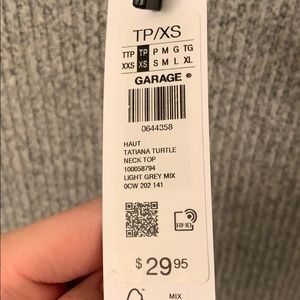 TP/XS
TTP TP P M G TG
XXS XS S M L XL
GARAGE ®
0644358
HAUT
TATIANA TURTLE
NECK TOP
100058794
LIGHT GREY MIX
0CW 202 141
RFID
$ 29 95
MIX